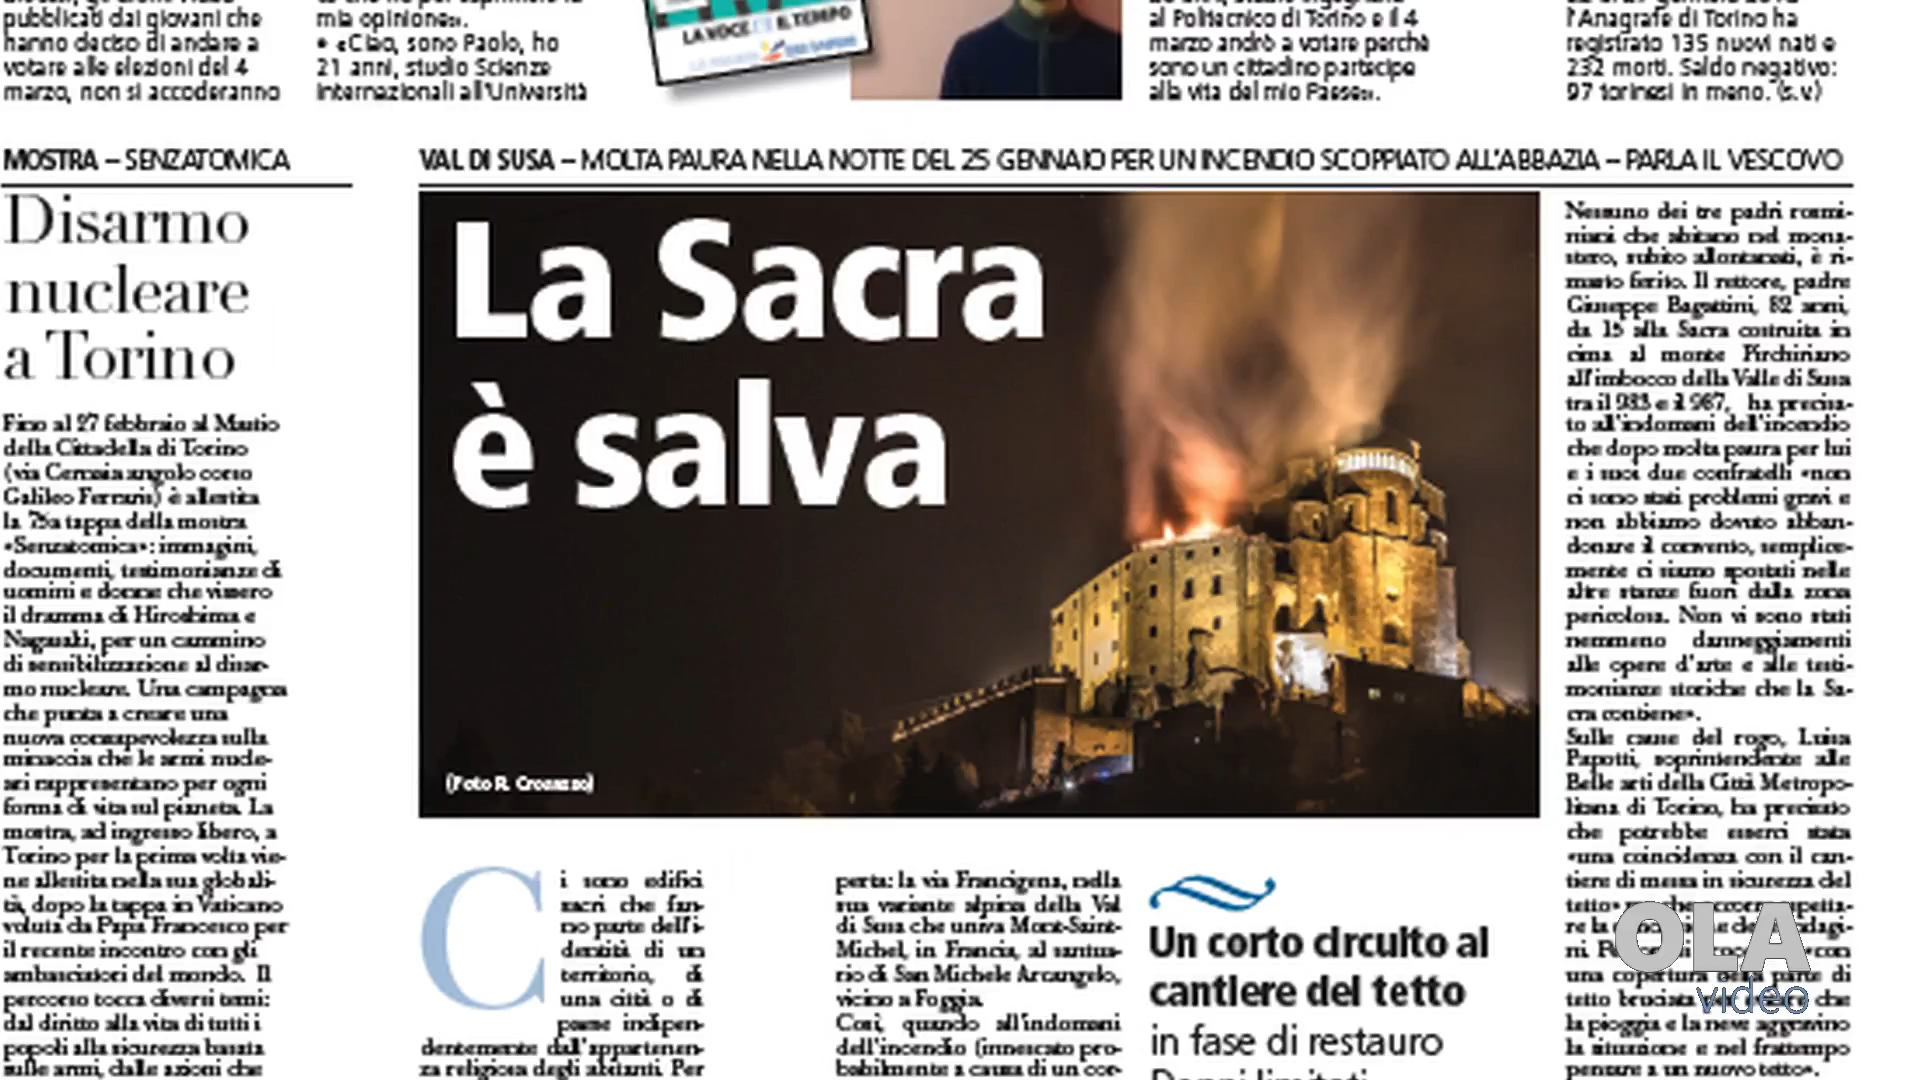 pubblicati dai giovani che
hanno deciso di andare a
votare alle elezioni del 4
marzo, non si accoderanno
mia opinione».
• «Ciao, sono Paolo, ho
21 anni, studio Scienze
internazionali all'Università
LA VOCE E IL TEMPO
al Politecnico di Torino e il 4
marzo andrò a votare perché
sono un cittadino partecipe
alla vita del mio Paese».
l'Anagrafe di Torino ha
registrato 135 nuovi nati e
232 morti. Saldo negativo:
97 torinesi in meno. (s.v.)
MOSTRA – SENZATOMICA
Disarmo
nucleare
a Torino
Fino al 27 febbraio al Mastio
della Cittadella di Torino
(via Cernaia angolo corso
Galileo Ferraris) è allestita
la 75a tappa della mostra
«Senzatomica»: immagini,
documenti, testimonianze di
uomini e donne che vissero
il dramma di Hiroshima e
Nagasaki, per un cammino
di sensibilizzazione al disar-
mo nucleare. Una campagna
che punta a creare una
nuova consapevolezza sulla
minaccia che le armi nucle-
ari rappresentano per ogni
forma di vita sul pianeta. La
mostra, ad ingresso libero, a
Torino per la prima volta vie-
ne allestita nella sua globali-
tà, dopo la tappa in Vaticano
voluta da Papa Francesco per
il recente incontro con gli
ambasciatori del mondo. Il
percorso tocca diversi temi:
dal diritto alla vita di tutti i
popoli alla sicurezza basata
sulle armi, dalle azioni che
VAL DI SUSA – MOLTA PAURA NELLA NOTTE DEL 25 GENNAIO PER UN INCENDIO SCOPPIATO ALL'ABBAZIA – PARLA IL VESCOVO
La Sacra
è salva
(Foto R.
C
i sono edifici
sacri che fan-
no parte dell'i-
dentità di un
territorio, di
una città o di
paese indipen-
dentemente dall'appartenen-
za religiosa degli abitanti. Per
perta: la via Francigena, nella
sua variante alpina della Val
di Susa che univa Mont-Saint-
Michel, in Francia, al santua-
rio di San Michele Arcangelo,
vicino a Foggia.
Così, quando all'indomani
dell'incendio (innescato pro-
babilmente a causa di un cor-
Un corto circuito al
cantiere del tetto
in fase di restauro
Danni limitati
Nessuno dei tre padri rosmi-
niani che abitano nel mona-
stero, subito allontanati, è ri-
masto ferito. Il rettore, padre
Giuseppe Bagattini, 82 anni,
da 15 alla Sacra costruita in
cima al monte Pirchiriano
all'imbocco della Valle di Susa
tra il 983 e il 987, ha precisa-
to all'indomani dell'incendio
che dopo molta paura per lui
e i suoi due confratelli «non
ci sono stati problemi gravi e
non abbiamo dovuto abban-
donare il convento, semplice-
mente ci siamo spostati nelle
altre stanze fuori dalla zona
pericolosa. Non vi sono stati
nemmeno danneggiamenti
alle opere d'arte e alle testi-
monianze storiche che la Sa-
cra contiene».
Sulle cause del rogo, Luisa
Papotti, soprintendente alle
Belle arti della Città Metropo-
litana di Torino, ha precisato
che potrebbe esserci stata
«una coincidenza con il can-
tiere di messa in sicurezza del
tetto»
una copertura della parte di
tetto bruciata per che
la pioggia e la neve aggravino
la situazione e nel frattempo
pensare a un nuovo tetto».
OLA
video